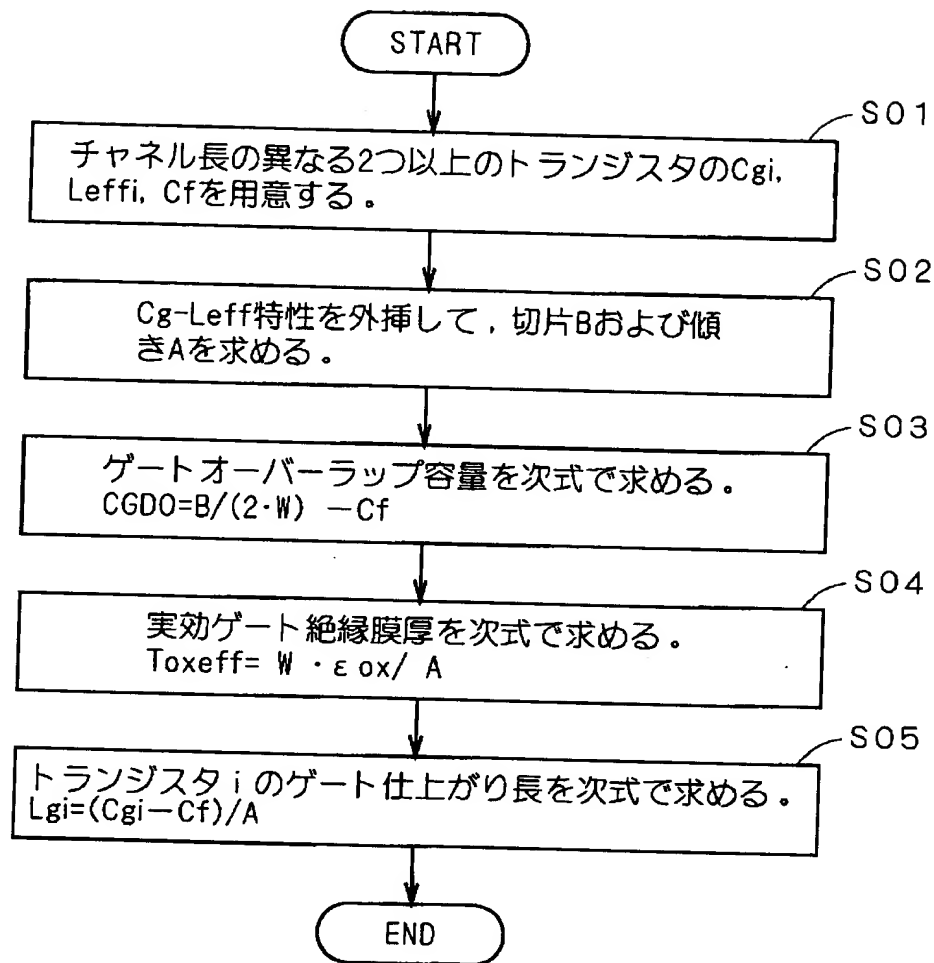 START
S01
チャネル長の異なる2つ以上のトランジスタのCgi,
Leffi, Cfを用意する。
S02
Cg-Leff特性を外挿して,切片Bおよび傾
きAを求める。
S03
ゲートオーバーラップ容量を次式で求める。
CGDO=B/(2·W) −Cf
S04
実効ゲート絶縁膜厚を次式で求める。
Toxeff= W ·εox/ A
S05
トランジスタiのゲート仕上がり長を次式で求める。
Lgi=(Cgi−Cf)/A
END